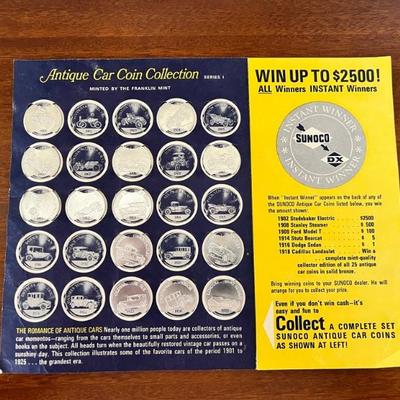 Antique Car Coin Collection SERIES 1
MINTED BY THE FRANKLIN MINT
THE ROMANCE OF ANTIQUE CARS Nearly one million people today are collectors of antique
car momentos—ranging from the cars themselves to small parts and accessories, or even
books on the subject. All heads turn when the beautifully restored vintage car passes on a
sunshiny day. This collection illustrates some of the favorite cars of the period 1901 to
1925 . . . the grandest era.
WIN UP TO $2500!
ALL Winners INSTANT Winners
INSTANT WINNER
SUNOCO
DX
INSTANT WINNER
When "Instant Winner" appears on the back of any of
the SUNOCO Antique Car Coins listed below, you win
the amount shown:
1902 Studebaker Electric $2500
1908 Stanley Steamer $ 500
1909 Ford Model T $ 100
1914 Stutz Bearcat $ 5
1916 Dodge Sedan $ 1
1918 Cadillac Landaulet Win a
complete mint-quality
collector edition of all 25 antique
car coins in solid bronze.
Bring winning coins to your SUNOCO dealer. He will
arrange for you to collect your prize.
Even if you don't win cash—it's
easy and fun to
Collect A COMPLETE SET
SUNOCO ANTIQUE CAR COINS
AS SHOWN AT LEFT!